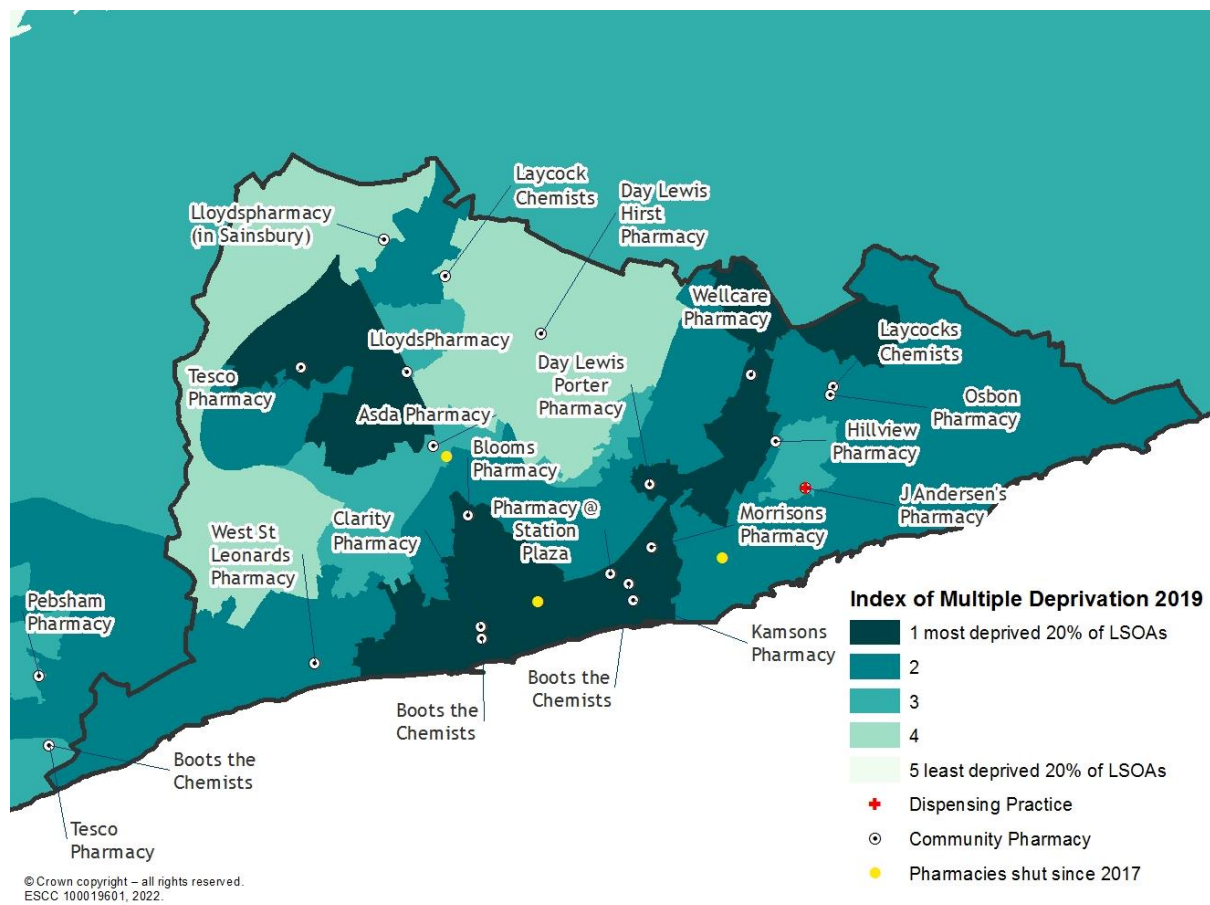 Laycock
Chemists
Day Lewis
Hirst
Pharmacy
Lloydspharmacy
(in Sainsbury)
Wellcare
Pharmacy
Laycocks
Chemists
LloydsPharmacy
Day Lewis
Porter
Pharmacy
Tesco
Pharmacy
Osbon
Pharmacy
Asda Pharmacy
Hillview
Pharmacy
Blooms
Pharmacy
J Andersen's
Pharmacy
Pharmacy @
Station
Plaza
Morrisons
Pharmacy
Clarity
Pharmacy
West St
Leonards
Pharmacy
Pebsham
Pharmacy
Kamsons
Pharmacy
Boots the
Chemists
Boots the
Chemists
Boots the
Chemists
Tesco
Pharmacy
Index of Multiple Deprivation 2019
1 most deprived 20% of LSOAs
2
3
4
5 least deprived 20% of LSOAs
Dispensing Practice
Community Pharmacy
Pharmacies shut since 2017
© Crown copyright – all rights reserved.
ESCC 100019601, 2022.